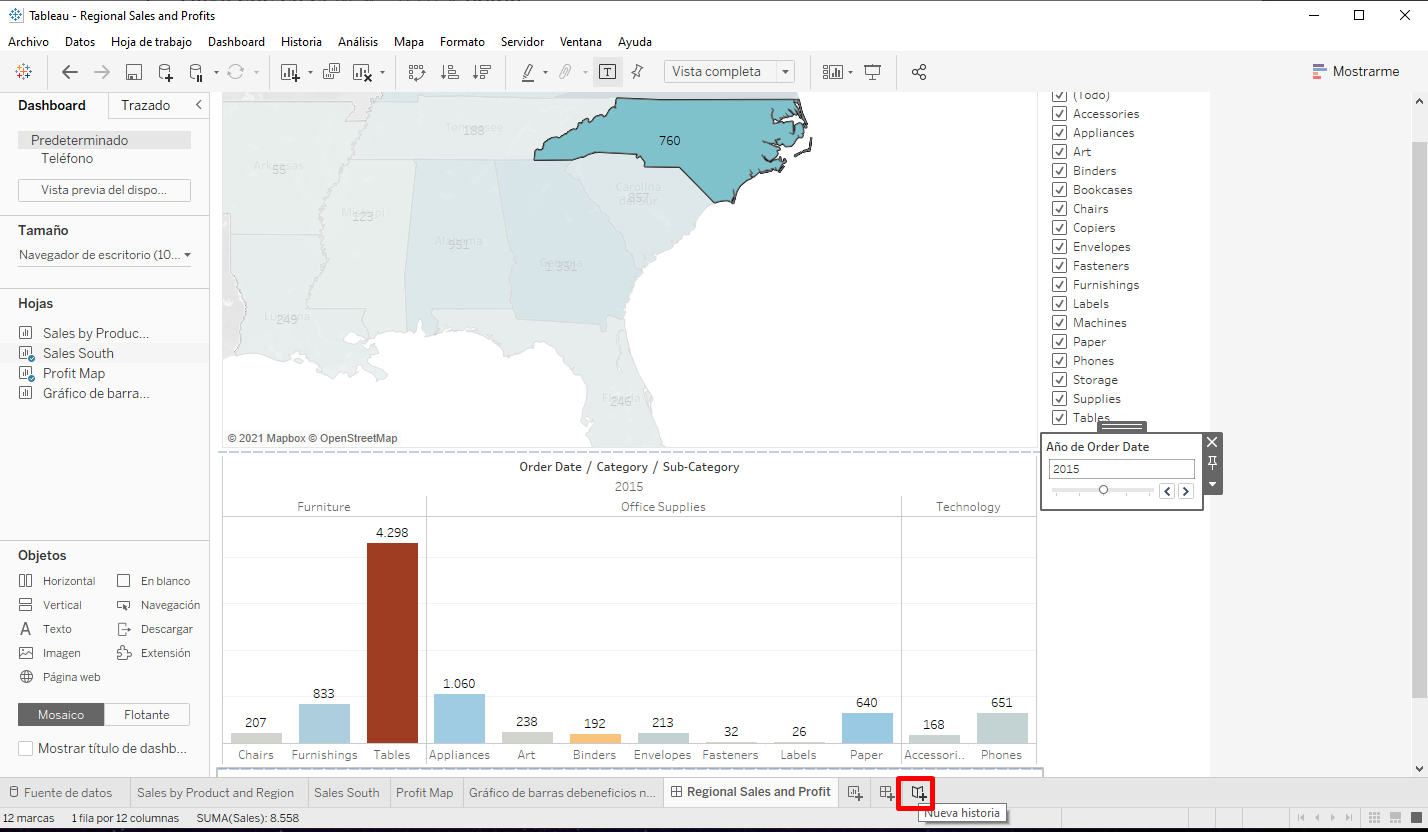 Tableau - Regional Sales and Profits
Archivo Datos Hoja de trabajo Dashboard Historia Análisis Mapa Formato Servidor Ventana Ayuda
T Vista completa Mostrarme
Dashboard Trazado
Predeterminado
Teléfono
Vista previa del dispo...
Tamaño
Navegador de escritorio (10...
Hojas
Sales by Produc...
Sales South
Profit Map
Gráfico de barra...
Objetos
Horizontal En blanco
Vertical Navegación
Texto Descargar
Imagen Extensión
Página web
Mosaico Flotante
Mostrar título de dashb...
Tennessee
188
760
Arkansas
55
Carolina
del Sur
857
Misisipi
123
Alabama
951
Georgia
1.351
249
Florida
246
© 2021 Mapbox © OpenStreetMap
(Todo)
Accessories
Appliances
Art
Binders
Bookcases
Chairs
Copiers
Envelopes
Fasteners
Furnishings
Labels
Machines
Paper
Phones
Storage
Supplies
Tables
Año de Order Date
2015
Order Date / Category / Sub-Category
2015
Furniture Office Supplies Technology
207 833 4.298 1.060 238 192 213 32 26 640 168 651
Chairs Furnishings Tables Appliances Art Binders Envelopes Fasteners Labels Paper Accessori.. Phones
Fuente de datos Sales by Product and Region Sales South Profit Map Gráfico de barras debeneficios n... Regional Sales and Profit
Nueva historia
12 marcas 1 fila por 12 columnas SUMA(Sales): 8.558